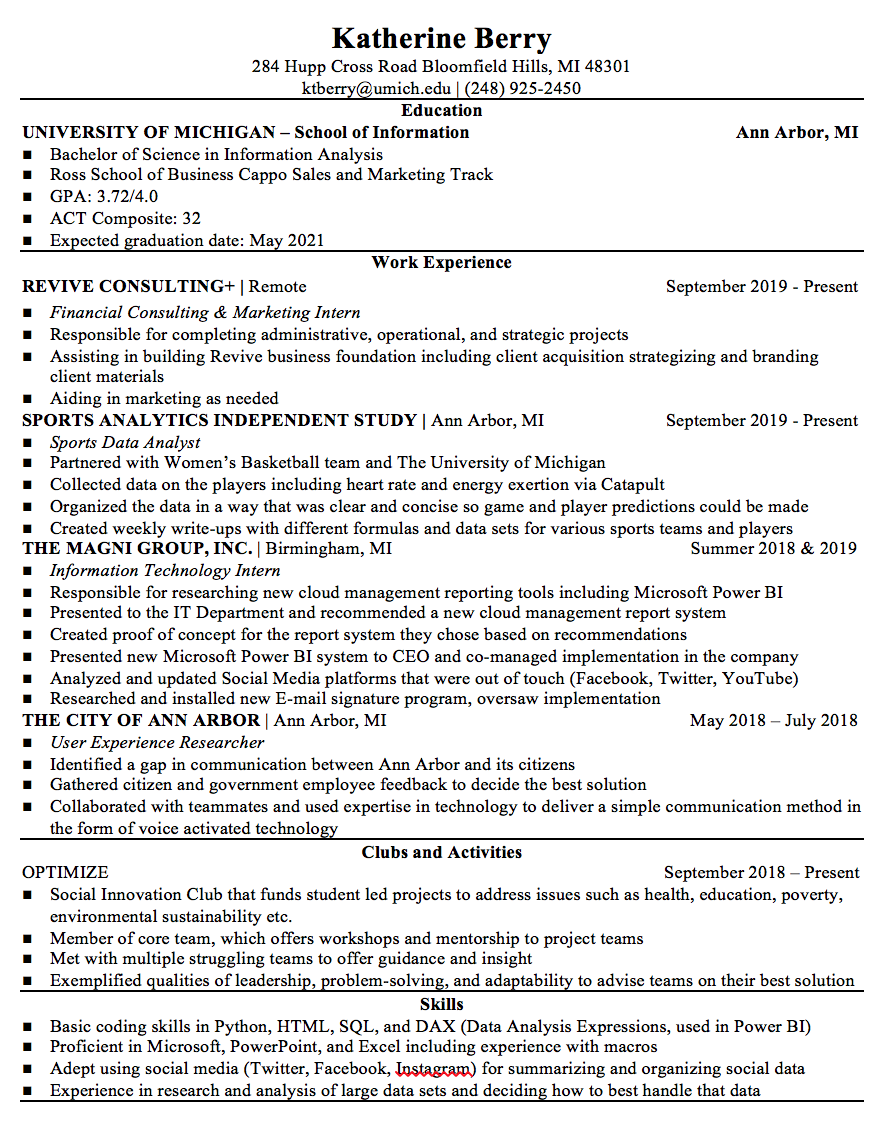 Katherine Berry
284 Hupp Cross Road Bloomfield Hills, MI 48301
ktberry@umich.edu | (248) 925-2450
Education
UNIVERSITY OF MICHIGAN – School of Information Ann Arbor, MI
▪ Bachelor of Science in Information Analysis
▪ Ross School of Business Cappo Sales and Marketing Track
▪ GPA: 3.72/4.0
▪ ACT Composite: 32
▪ Expected graduation date: May 2021
Work Experience
REVIVE CONSULTING+ | Remote September 2019 - Present
▪ Financial Consulting & Marketing Intern
▪ Responsible for completing administrative, operational, and strategic projects
▪ Assisting in building Revive business foundation including client acquisition strategizing and branding
client materials
▪ Aiding in marketing as needed
SPORTS ANALYTICS INDEPENDENT STUDY | Ann Arbor, MI September 2019 - Present
▪ Sports Data Analyst
▪ Partnered with Women's Basketball team and The University of Michigan
▪ Collected data on the players including heart rate and energy exertion via Catapult
▪ Organized the data in a way that was clear and concise so game and player predictions could be made
▪ Created weekly write-ups with different formulas and data sets for various sports teams and players
THE MAGNI GROUP, INC. | Birmingham, MI Summer 2018 & 2019
▪ Information Technology Intern
▪ Responsible for researching new cloud management reporting tools including Microsoft Power BI
▪ Presented to the IT Department and recommended a new cloud management report system
▪ Created proof of concept for the report system they chose based on recommendations
▪ Presented new Microsoft Power BI system to CEO and co-managed implementation in the company
▪ Analyzed and updated Social Media platforms that were out of touch (Facebook, Twitter, YouTube)
▪ Researched and installed new E-mail signature program, oversaw implementation
THE CITY OF ANN ARBOR | Ann Arbor, MI May 2018 – July 2018
▪ User Experience Researcher
▪ Identified a gap in communication between Ann Arbor and its citizens
▪ Gathered citizen and government employee feedback to decide the best solution
▪ Collaborated with teammates and used expertise in technology to deliver a simple communication method in
the form of voice activated technology
Clubs and Activities
OPTIMIZE September 2018 – Present
▪ Social Innovation Club that funds student led projects to address issues such as health, education, poverty,
environmental sustainability etc.
▪ Member of core team, which offers workshops and mentorship to project teams
▪ Met with multiple struggling teams to offer guidance and insight
▪ Exemplified qualities of leadership, problem-solving, and adaptability to advise teams on their best solution
Skills
▪ Basic coding skills in Python, HTML, SQL, and DAX (Data Analysis Expressions, used in Power BI)
▪ Proficient in Microsoft, PowerPoint, and Excel including experience with macros
▪ Adept using social media (Twitter, Facebook, Instagram) for summarizing and organizing social data
▪ Experience in research and analysis of large data sets and deciding how to best handle that data